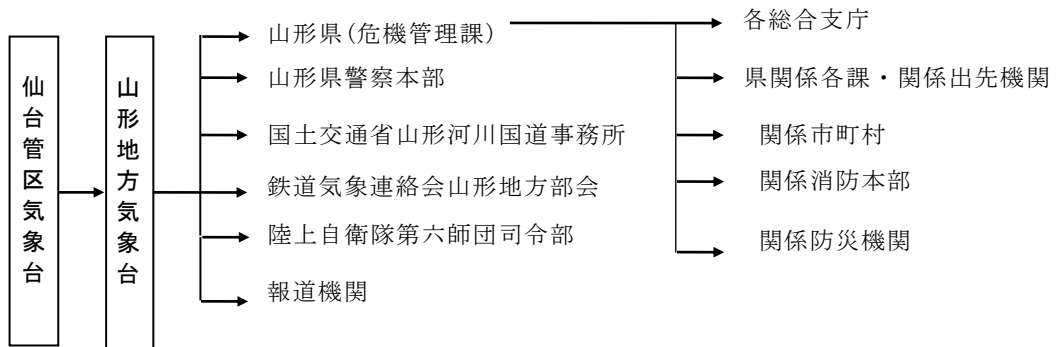 仙台管区気象台
山形地方気象台
山形県(危機管理課)
山形県警察本部
国土交通省山形河川国道事務所
鉄道気象連絡会山形地方部会
陸上自衛隊第六師団司令部
報道機関
各総合支庁
県関係各課・関係出先機関
関係市町村
関係消防本部
関係防災機関